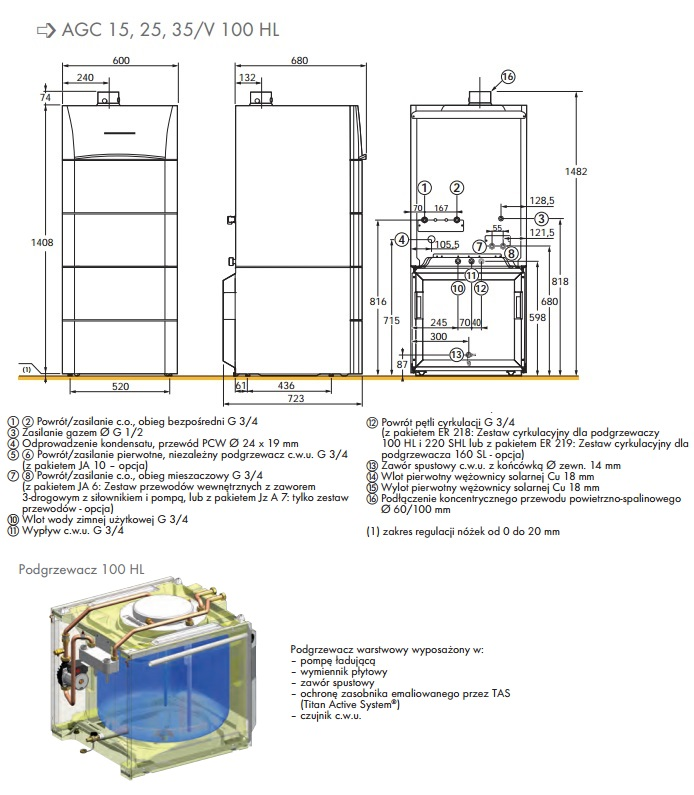 AGC 15, 25, 35/V 100 HL
600
680
240
132
16
74
1408
1482
1
2
70
167
128,5
3
55
121,5
4
105,5
7
8
11
10
12
816
715
245
70
40
300
598
680
818
13
87
(1)
520
61
436
723
1 2 Powrót/zasilanie c.o., obieg bezpośredni G 3/4
3 Zasilanie gazem Ø G 1/2
4 Odprowadzenie kondensatu, przewód PCW Ø 24 x 19 mm
5 6 Powrót/zasilanie pierwotne, niezależny podgrzewacz c.w.u. G 3/4
(z pakietem JA 10 – opcja)
7 8 Powrót/zasilanie c.o., obieg mieszaczowy G 3/4
(z pakietem JA 6: Zestaw przewodów wewnętrznych z zaworem
3-drogowym z siłownikiem i pompą, lub z pakietem Jz A 7: tylko zestaw
przewodów - opcja)
10 Wlot wody zimnej użytkowej G 3/4
11 Wypływ c.w.u. G 3/4
12 Powrót pętli cyrkulacji G 3/4
(z pakietem ER 218: Zestaw cyrkulacyjny dla podgrzewaczy
100 HL i 220 SHL lub z pakietem ER 219: Zestaw cyrkulacyjny dla
podgrzewacza 160 SL - opcja)
13 Zawór spustowy c.w.u. z końcówką Ø zewn. 14 mm
14 Wlot pierwotny wężownicy solarnej Cu 18 mm
15 Wylot pierwotny wężownicy solarnej Cu 18 mm
16 Podłączenie koncentrycznego przewodu powietrzno-spalinowego
Ø 60/100 mm
(1) zakres regulacji nóżek od 0 do 20 mm
Podgrzewacz 100 HL
Podgrzewacz warstwowy wyposażony w:
– pompę ładującą
– wymiennik płytowy
– zawór spustowy
– ochronę zasobnika emaliowanego przez TAS
(Titan Active System®)
– czujnik c.w.u.